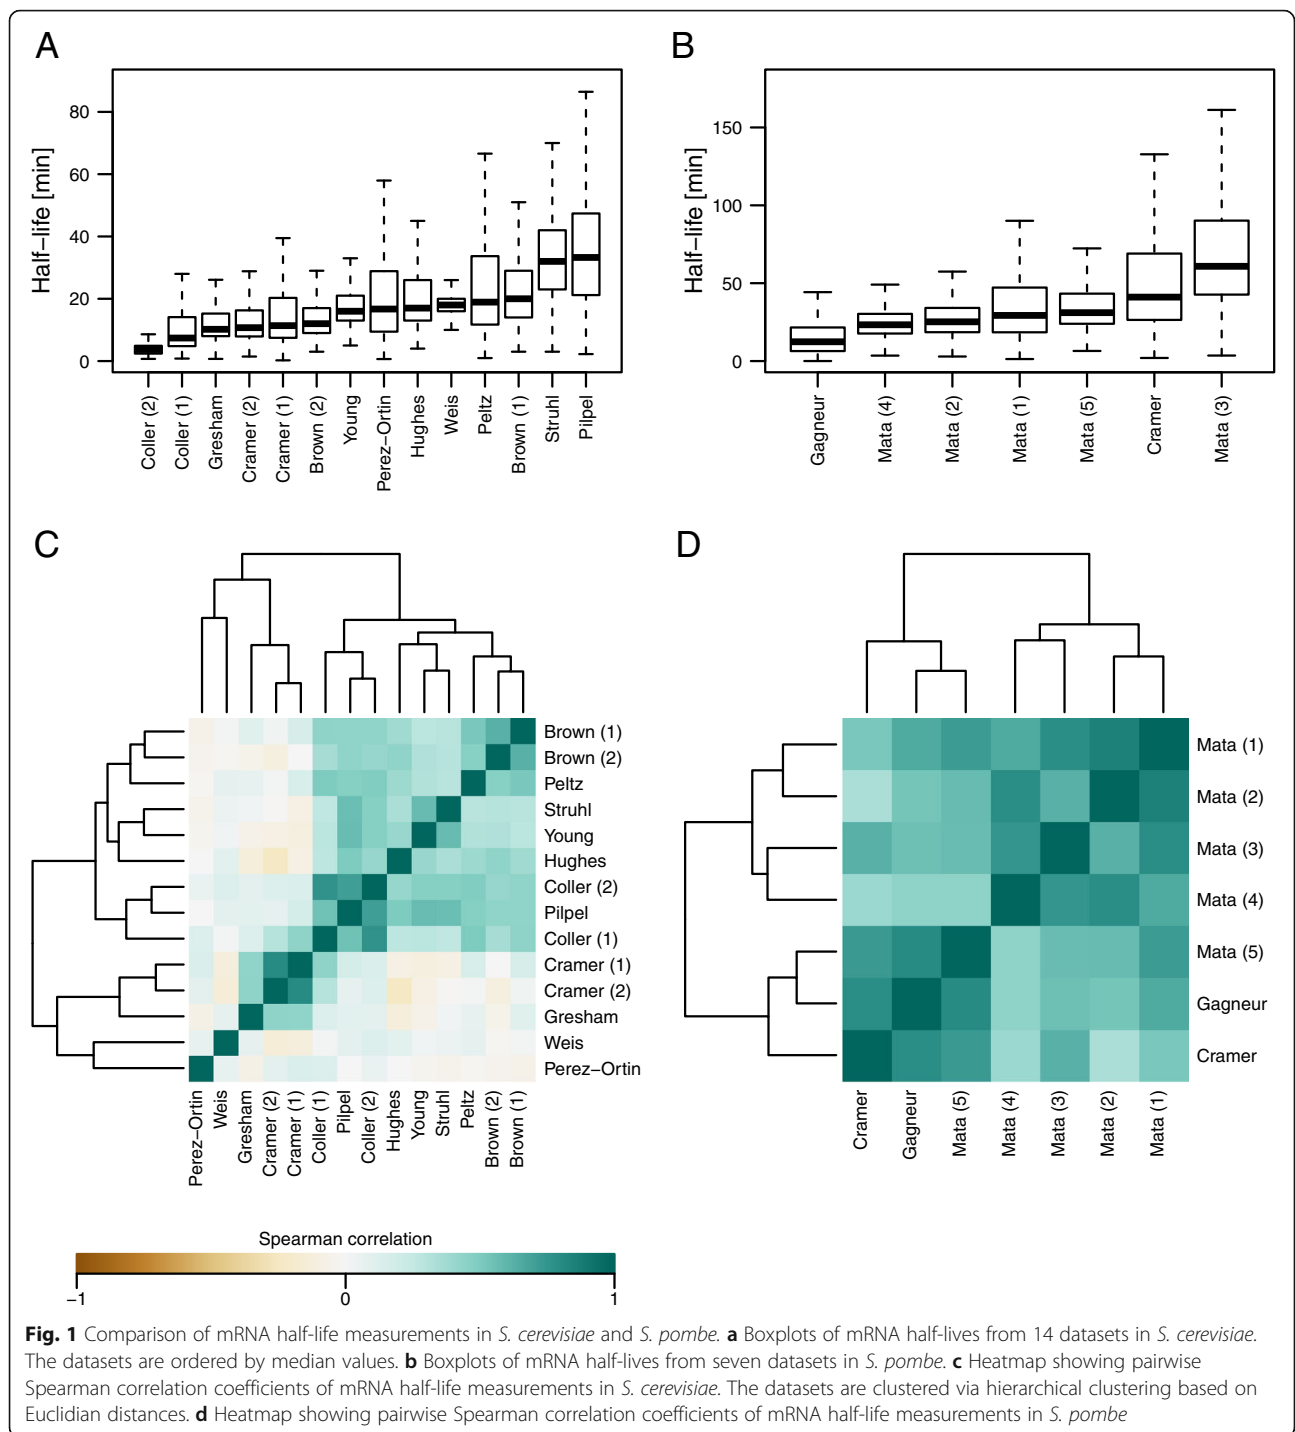 A
Half−life [min]
80
60
40
20
0
Coller (2)
Coller (1)
Gresham
Cramer (2)
Cramer (1)
Brown (2)
Young
Perez−Ortin
Hughes
Weis
Peltz
Brown (1)
Struhl
Pilpel
B
Half−life [min]
150
100
50
0
Gagneur
Mata (4)
Mata (2)
Mata (1)
Mata (5)
Cramer
Mata (3)
C
Brown (1)
Brown (2)
Peltz
Struhl
Young
Hughes
Coller (2)
Pilpel
Coller (1)
Cramer (1)
Cramer (2)
Gresham
Weis
Perez−Ortin
Perez−Ortin
Weis
Gresham
Cramer (2)
Cramer (1)
Coller (1)
Pilpel
Coller (2)
Hughes
Young
Struhl
Peltz
Brown (2)
Brown (1)
D
Mata (1)
Mata (2)
Mata (3)
Mata (4)
Mata (5)
Gagneur
Cramer
Cramer
Gagneur
Mata (5)
Mata (4)
Mata (3)
Mata (2)
Mata (1)
Spearman correlation
−1 0 1
Fig. 1 Comparison of mRNA half-life measurements in S. cerevisiae and S. pombe. a Boxplots of mRNA half-lives from 14 datasets in S. cerevisiae.
The datasets are ordered by median values. b Boxplots of mRNA half-lives from seven datasets in S. pombe. c Heatmap showing pairwise
Spearman correlation coefficients of mRNA half-life measurements in S. cerevisiae. The datasets are clustered via hierarchical clustering based on
Euclidian distances. d Heatmap showing pairwise Spearman correlation coefficients of mRNA half-life measurements in S. pombe